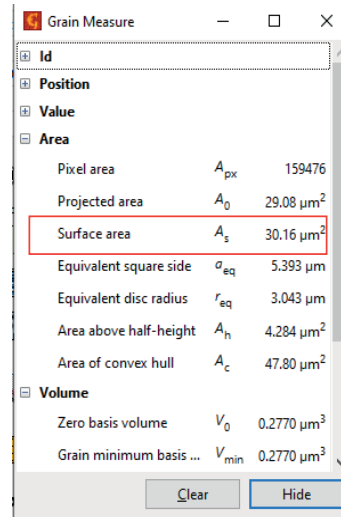 Grain Measure
Id
Position
Value
Area
Pixel area Apx 159476
Projected area A0 29.08 µm²
Surface area As 30.16 µm²
Equivalent square side aeq 5.393 µm
Equivalent disc radius req 3.043 µm
Area above half-height Ah 4.284 µm²
Area of convex hull Ac 47.80 µm²
Volume
Zero basis volume V0 0.2770 µm³
Grain minimum basis ... Vmin 0.2770 µm³
Clear Hide